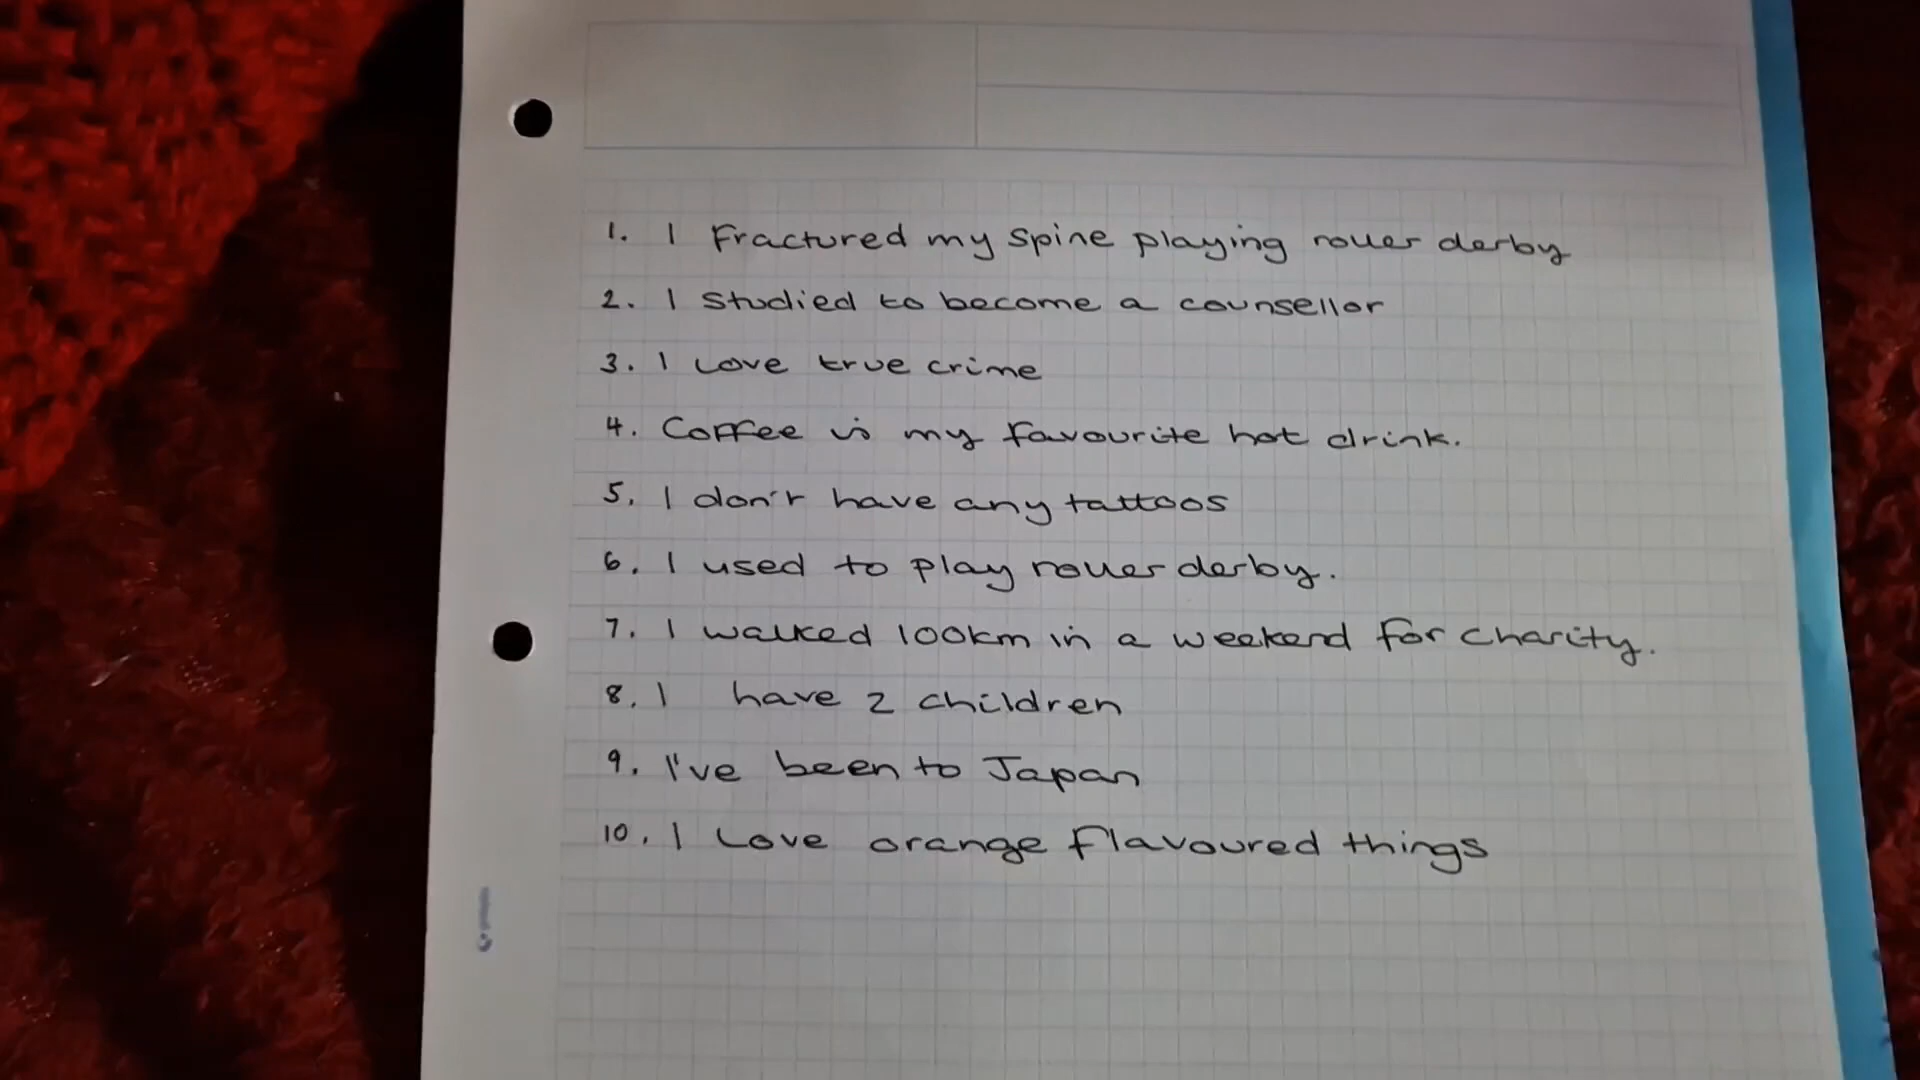 1. I Fractured my spine playing roller derby
2. I studied to become a counsellor
3. I love true crime
4. Coffee is my favourite hot drink.
5. I don't have any tattoos
6. I used to play roller derby.
7. I walked 100km in a weekend for charity.
8. I have 2 children
9. I've been to Japan
10. I Love orange flavoured things